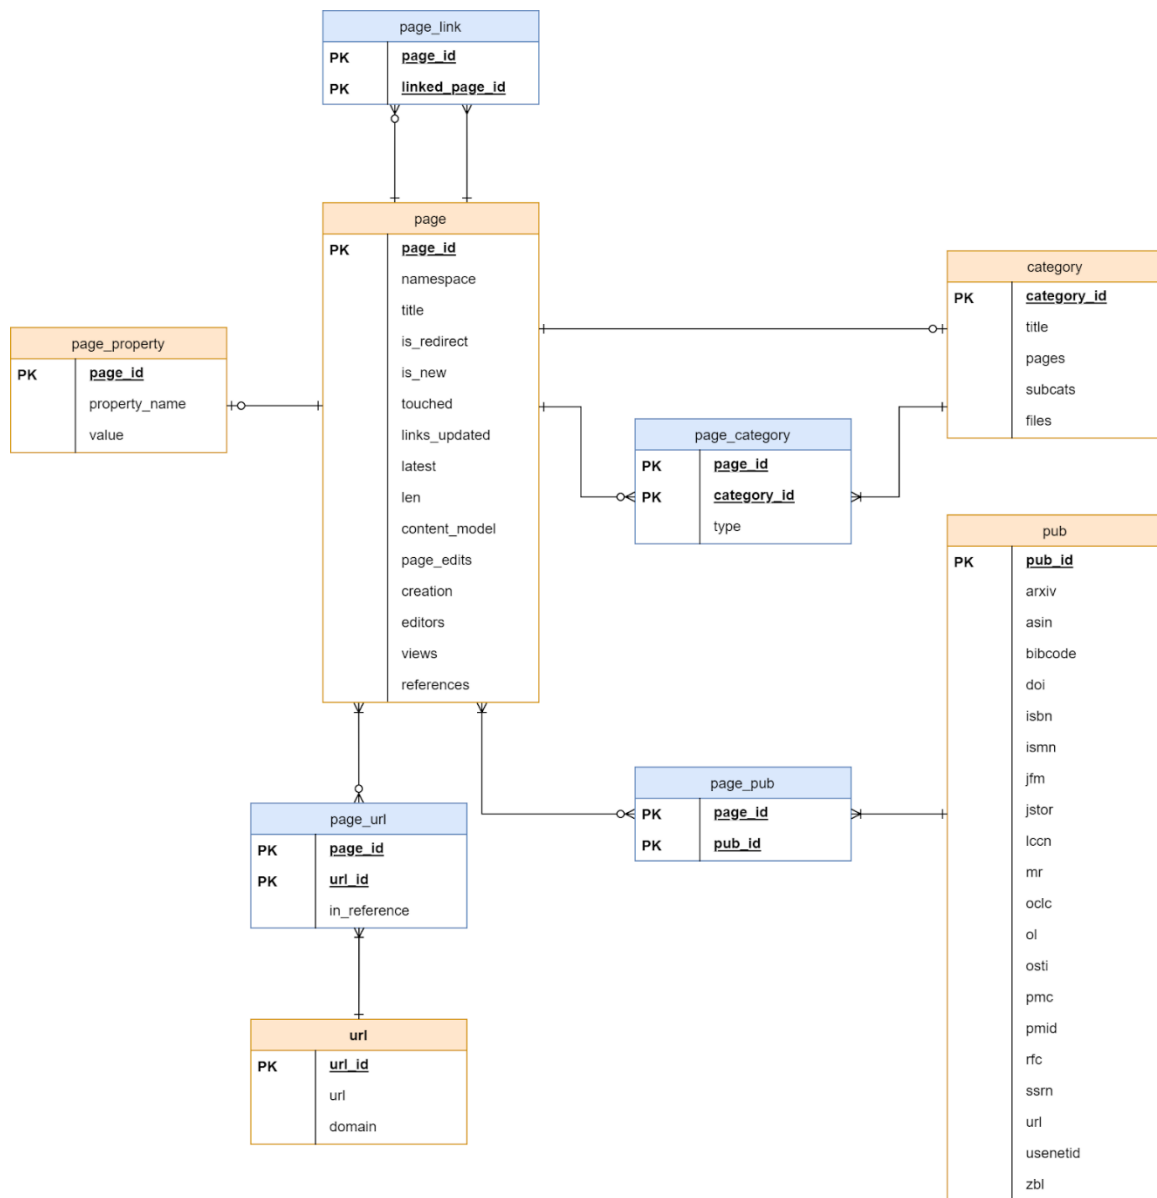 page_link
PK page_id
PK linked_page_id
page
PK page_id
namespace
title
is_redirect
is_new
touched
links_updated
latest
len
content_model
page_edits
creation
editors
views
references
category
PK category_id
title
pages
subcats
files
page_property
PK page_id
property_name
value
page_category
PK page_id
PK category_id
type
pub
PK pub_id
arxiv
asin
bibcode
doi
isbn
ismn
jfm
jstor
lccn
mr
oclc
ol
osti
pmc
pmid
rfc
ssrn
url
usenetid
zbl
page_pub
PK page_id
PK pub_id
page_url
PK page_id
PK url_id
in_reference
url
PK url_id
url
domain